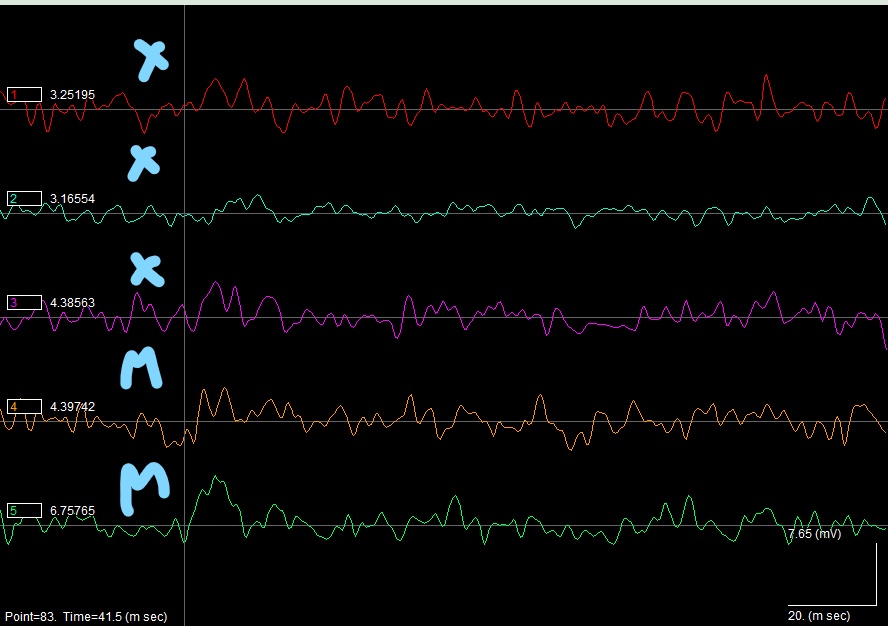 X
1 3.25195
X
2 3.16554
X
3 4.38563
M
4 4.39742
M
5 6.75765
7.65 (mV)
20. (m sec)
Point=83. Time=41.5 (m sec)